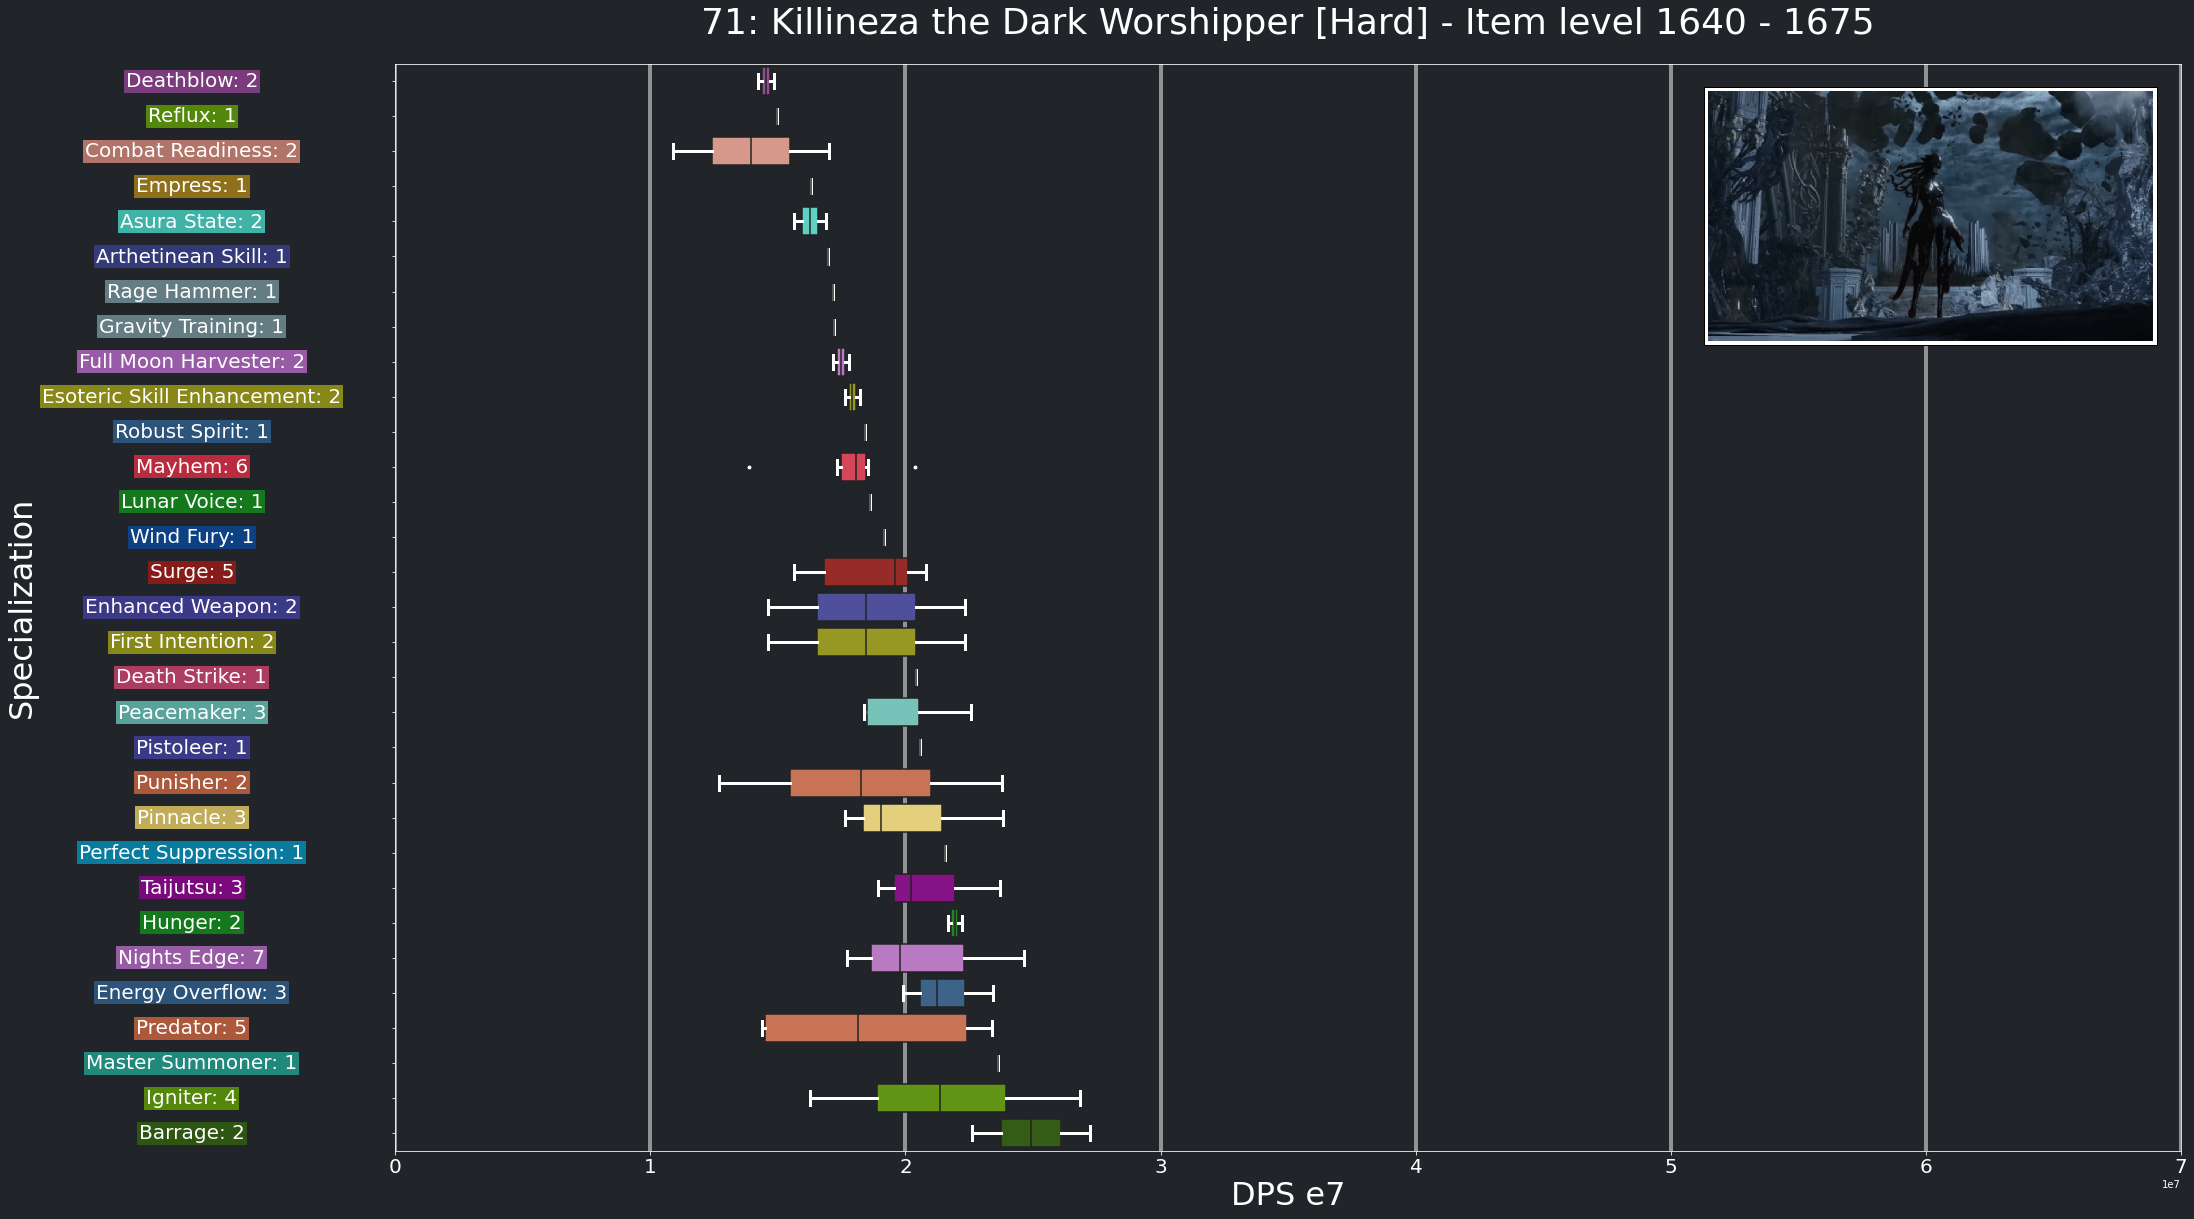 71: Killineza the Dark Worshipper [Hard] - Item level 1640 - 1675
Specialization
Deathblow: 2
Reflux: 1
Combat Readiness: 2
Empress: 1
Asura State: 2
Arthetinean Skill: 1
Rage Hammer: 1
Gravity Training: 1
Full Moon Harvester: 2
Esoteric Skill Enhancement: 2
Robust Spirit: 1
Mayhem: 6
Lunar Voice: 1
Wind Fury: 1
Surge: 5
Enhanced Weapon: 2
First Intention: 2
Death Strike: 1
Peacemaker: 3
Pistoleer: 1
Punisher: 2
Pinnacle: 3
Perfect Suppression: 1
Taijutsu: 3
Hunger: 2
Nights Edge: 7
Energy Overflow: 3
Predator: 5
Master Summoner: 1
Igniter: 4
Barrage: 2
0 1 2 3 4 5 6 7
1e7
DPS e7